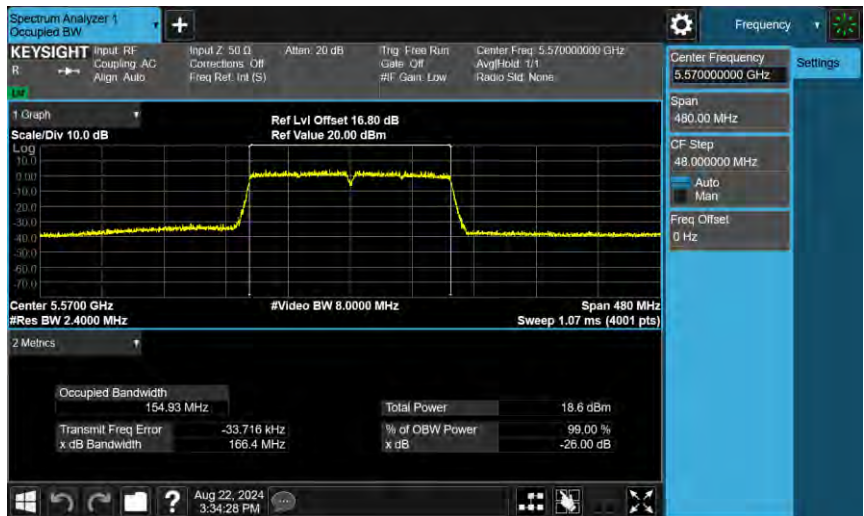 Spectrum Analyzer 1
Occupied BW
Frequency
KEYSIGHT
R
Input: RF
Coupling: AC
Align: Auto
Input Z: 50 Ω
Corrections: Off
Freq Ref: Int (S)
Atten: 20 dB
Trig: Free Run
Gate: Off
#IF Gain: Low
Center Freq: 5.570000000 GHz
Avg|Hold: 1/1
Radio Std: None
1 Graph
Scale/Div 10.0 dB
Ref Lvl Offset 16.80 dB
Ref Value 20.00 dBm
Log
10.0
0.00
-10.0
-20.0
-30.0
-40.0
-50.0
-60.0
-70.0
Center 5.5700 GHz
#Video BW 8.0000 MHz
Span 480 MHz
#Res BW 2.4000 MHz
Sweep 1.07 ms (4001 pts)
2 Metrics
Occupied Bandwidth
154.93 MHz
Total Power 18.6 dBm
Transmit Freq Error -33.716 kHz
% of OBW Power 99.00 %
x dB Bandwidth 166.4 MHz
x dB -26.00 dB
Aug 22, 2024
3:34:28 PM
Center Frequency
5.570000000 GHz
Settings
Span
480.00 MHz
CF Step
48.000000 MHz
Auto
Man
Freq Offset
0 Hz